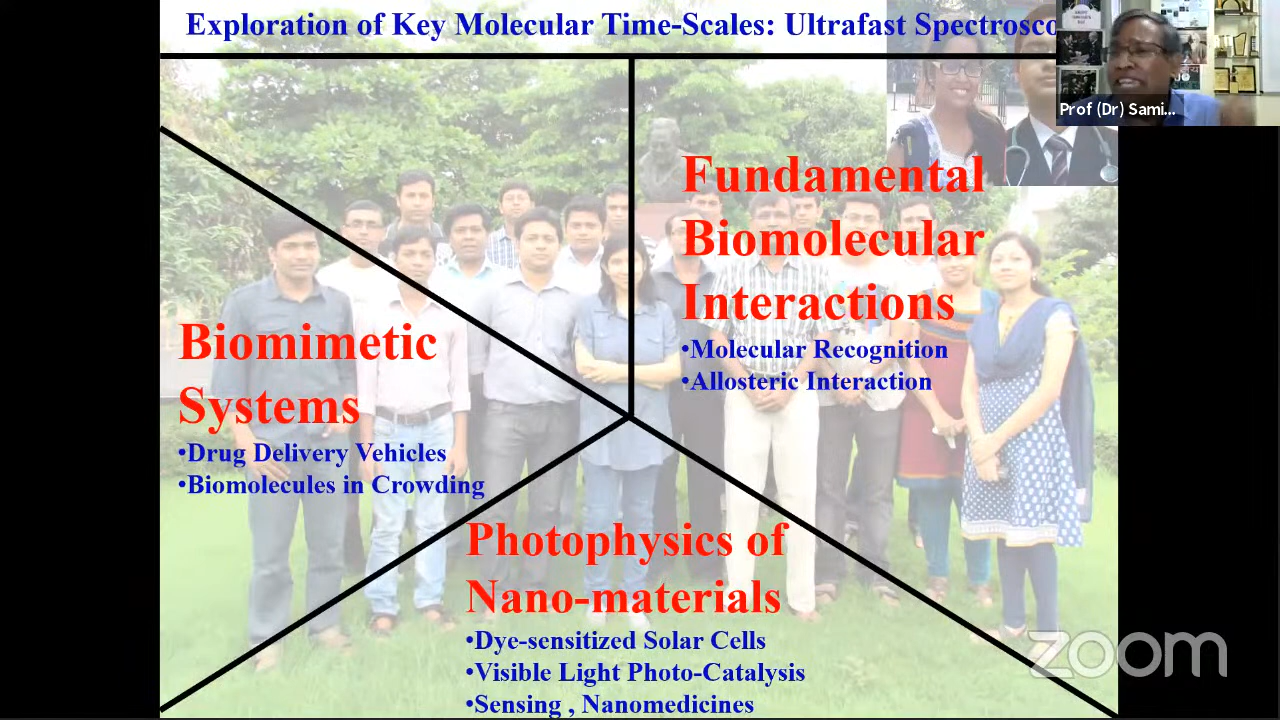 Exploration of Key Molecular Time-Scales: Ultrafast Spectrosco
Prof (Dr) Sami...
Fundamental
Biomolecular
Interactions
•Molecular Recognition
•Allosteric Interaction
Biomimetic
Systems
•Drug Delivery Vehicles
•Biomolecules in Crowding
Photophysics of
Nano-materials
•Dye-sensitized Solar Cells
•Visible Light Photo-Catalysis
•Sensing , Nanomedicines
zoom